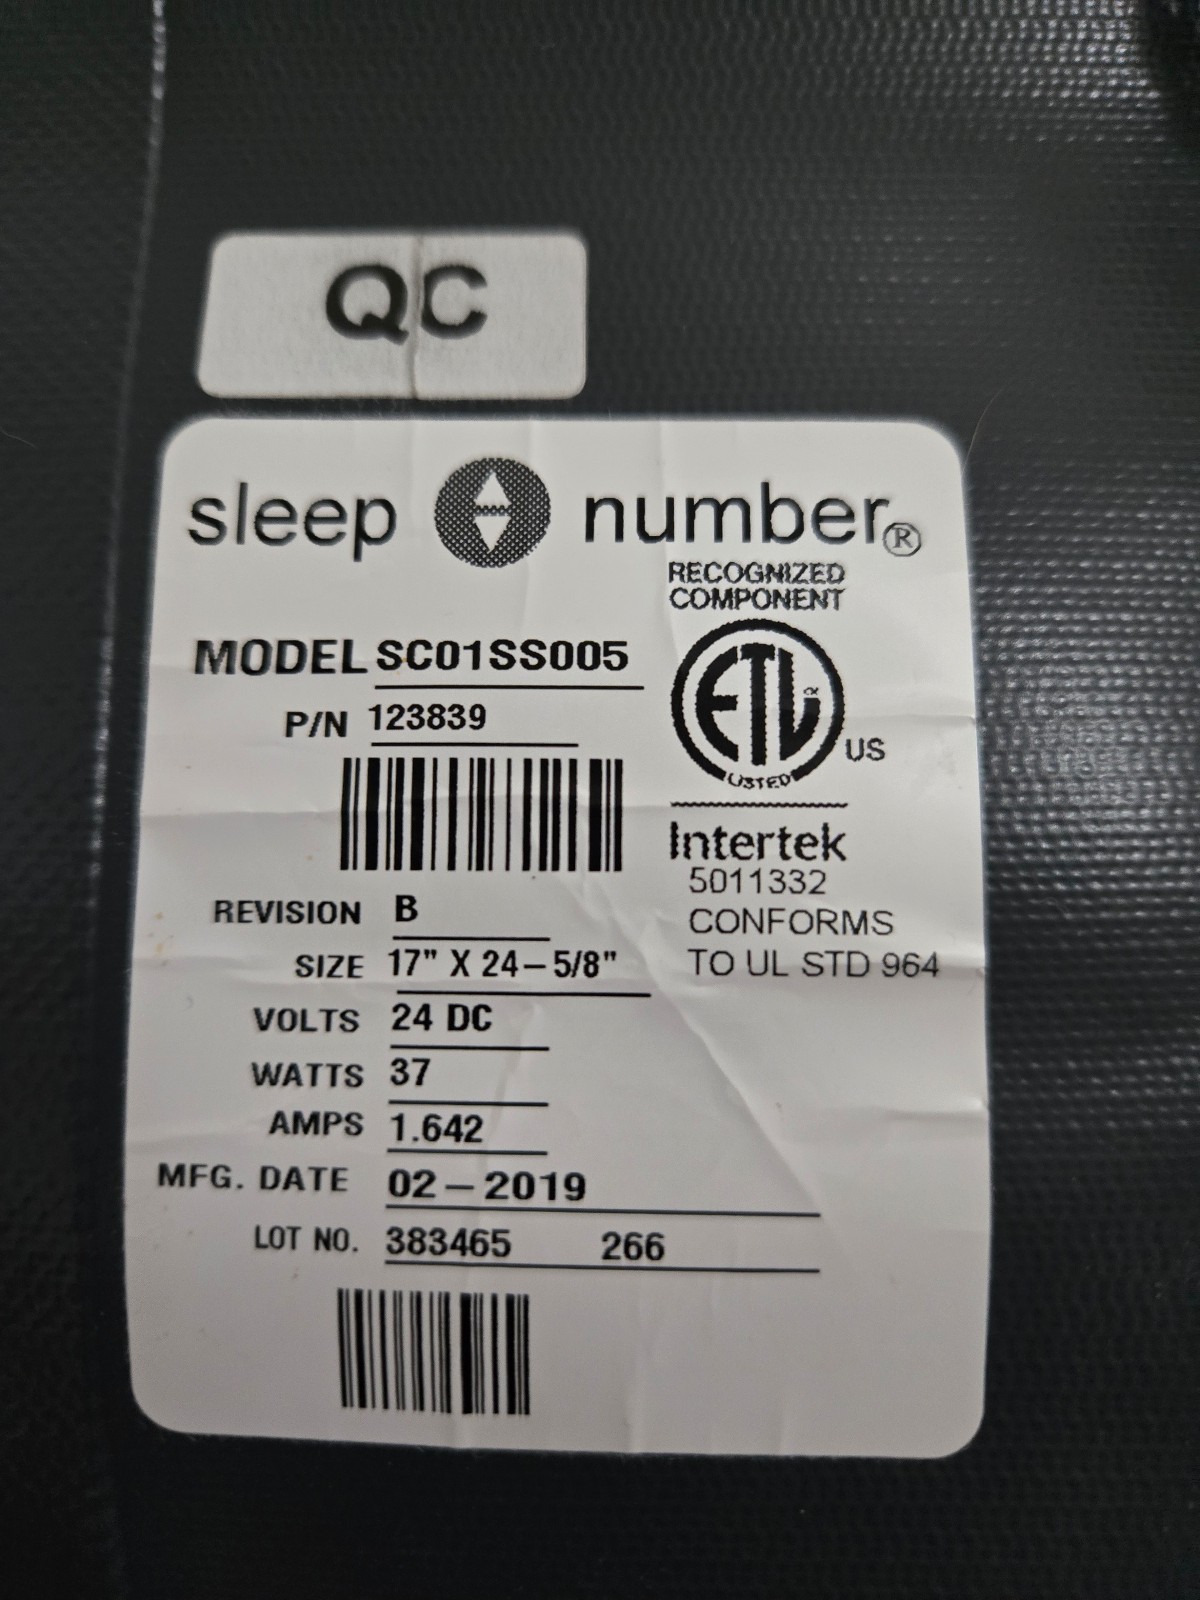 QC
sleep number®
RECOGNIZED
COMPONENT
MODEL SC01SS005
P/N 123839
ETL
LISTED
US
Intertek
5011332
CONFORMS
TO UL STD 964
REVISION B
SIZE 17" X 24-5/8"
VOLTS 24 DC
WATTS 37
AMPS 1.642
MFG. DATE 02-2019
LOT NO. 383465 266